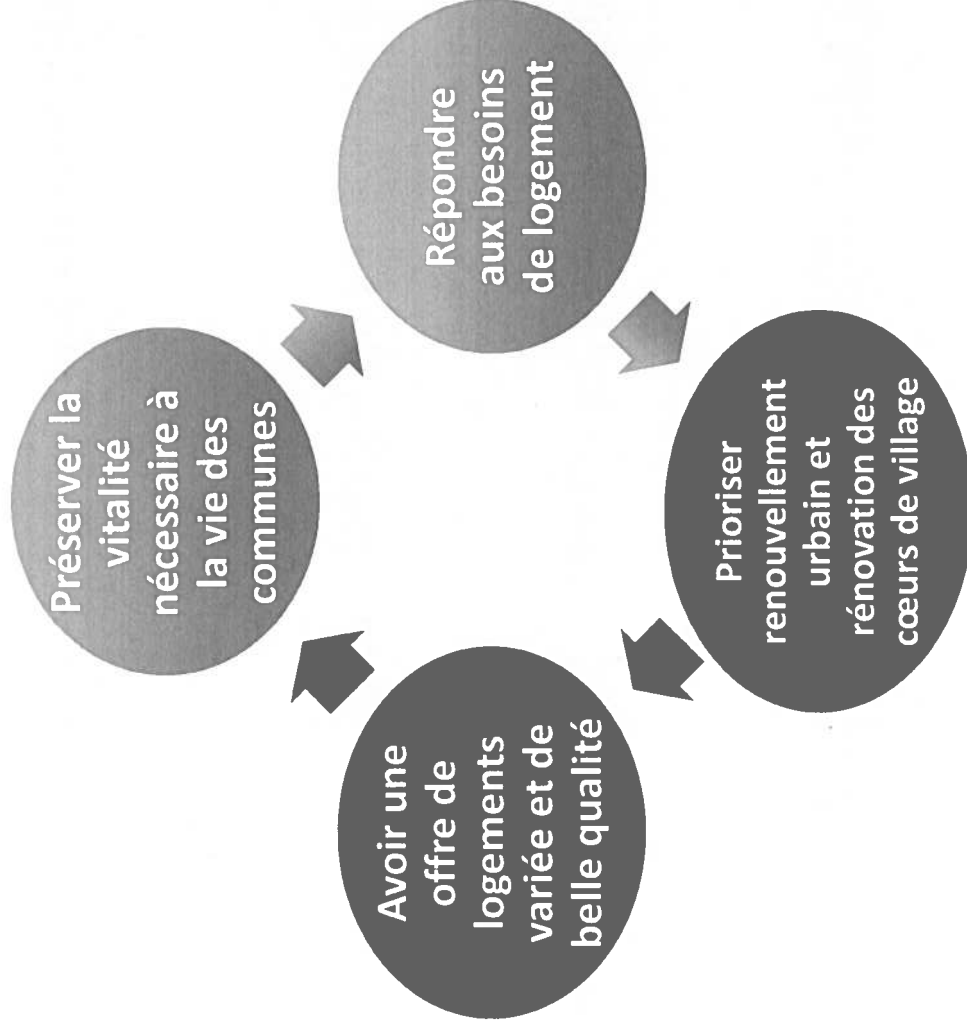 Avoir une
offre de
logements
variée et de
belle qualité
Préserver la
vitalité
nécessaire à
la vie des
communes
Répondre
aux besoins
de logement
Prioriser
renouvellement
urbain et
rénovation des
cœurs de village